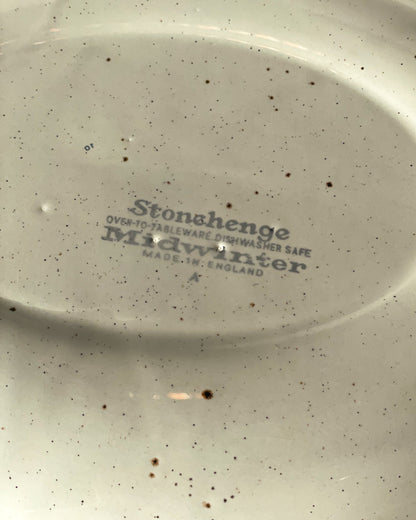 Stonehenge
OVEN-TO-TABLEWARE DISHWASHER SAFE
Midwinter
MADE IN ENGLAND
A